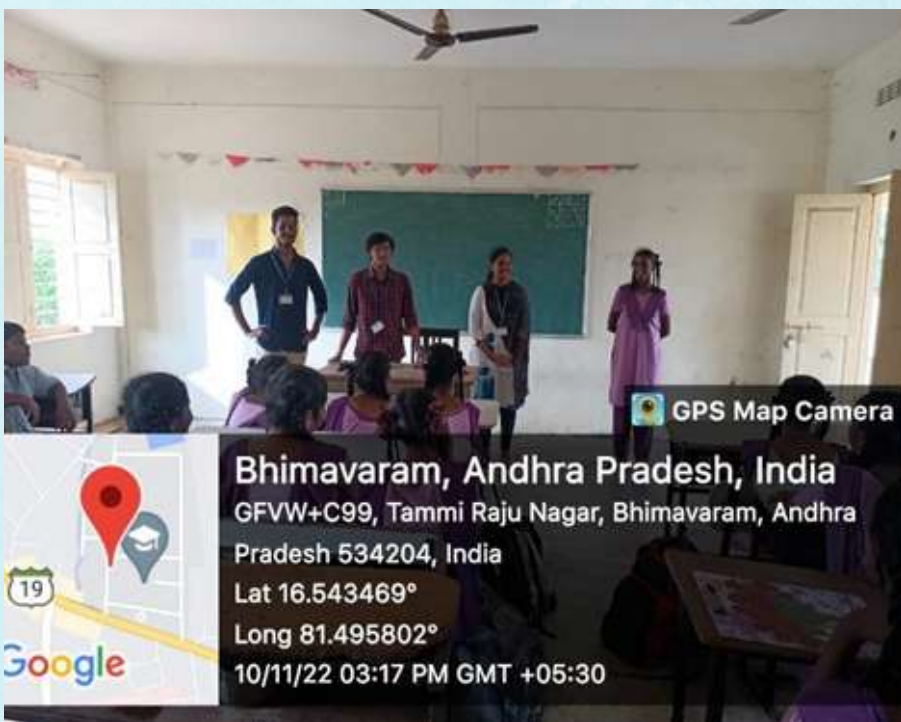 GPS Map Camera
Bhimavaram, Andhra Pradesh, India
GFVW+C99, Tammi Raju Nagar, Bhimavaram, Andhra
Pradesh 534204, India
Lat 16.543469°
Long 81.495802°
10/11/22 03:17 PM GMT +05:30
19
Google